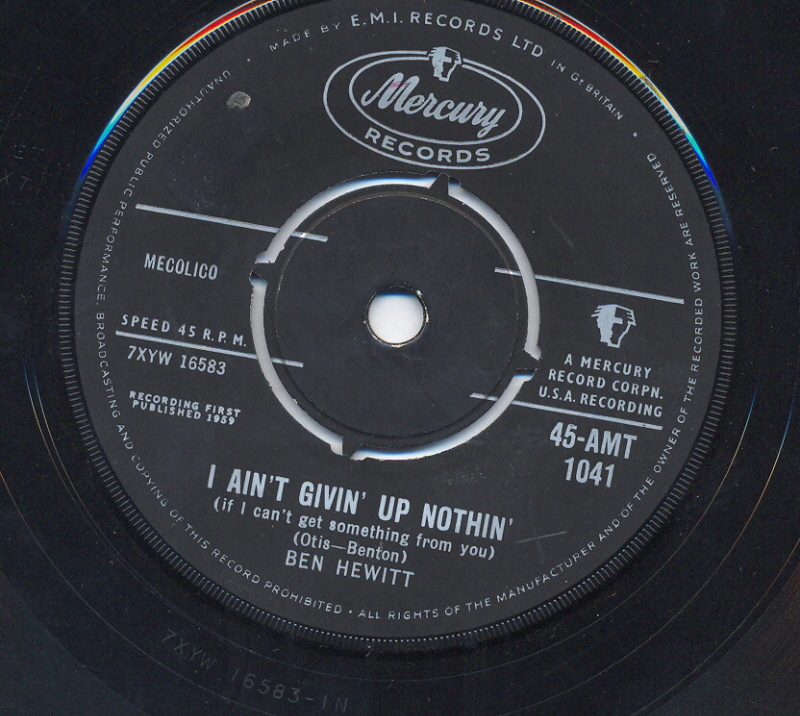 MADE BY E.M.I. RECORDS LTD IN Gt BRITAIN
Mercury
RECORDS
MECOLICO
SPEED 45 R.P.M.
7XYW 16583
RECORDING FIRST
PUBLISHED 1959
A MERCURY
RECORD CORPN.
U.S.A. RECORDING
45-AMT
1041
I AIN'T GIVIN' UP NOTHIN'
(if I can't get something from you)
(Otis—Benton)
BEN HEWITT
UNAUTHORIZED PUBLIC PERFORMANCE, BROADCASTING AND COPYING OF THIS RECORD PROHIBITED • ALL RIGHTS OF THE MANUFACTURER AND OF THE OWNER OF THE RECORDED WORK ARE RESERVED
7XYW 16583-1N